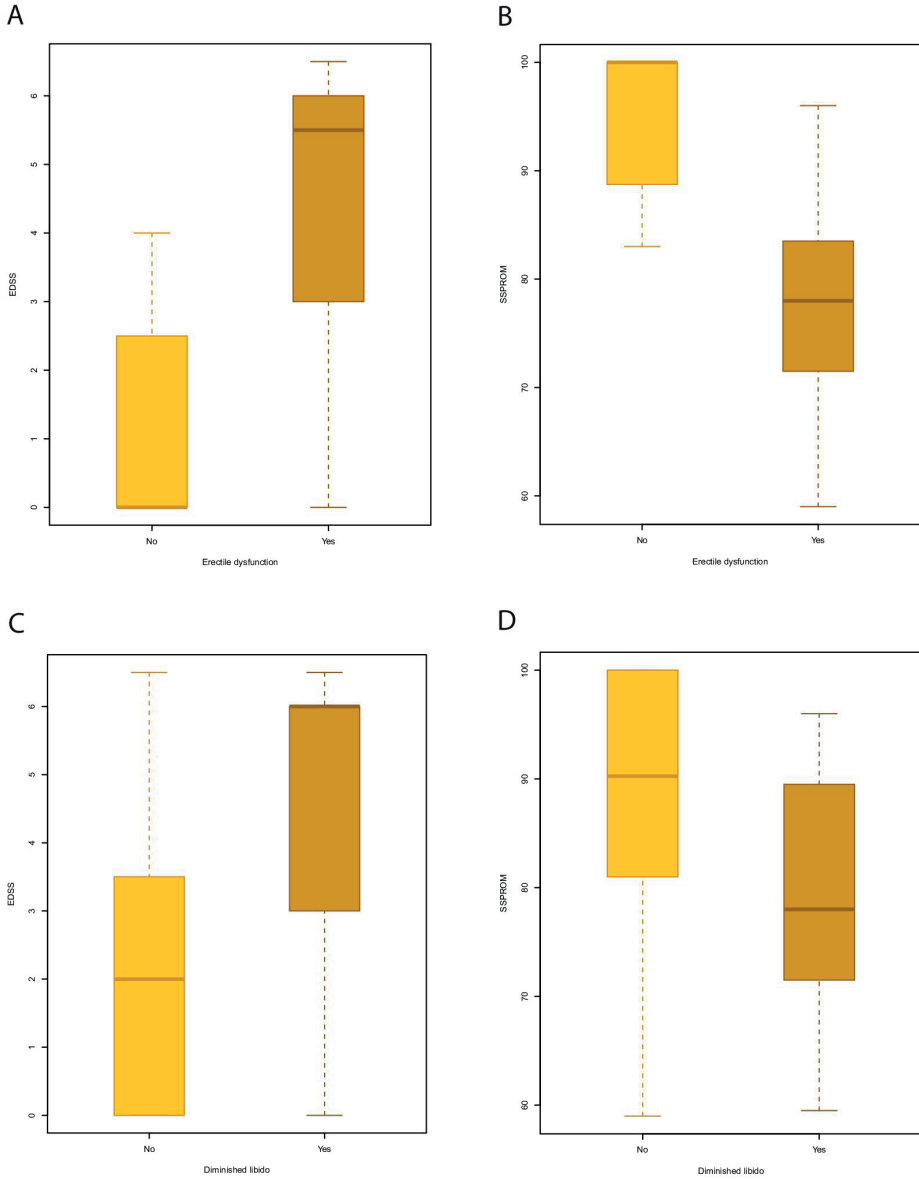 A
EDSS
6
5
4
3
2
1
0
No Yes
Erectile dysfunction
B
SSPROM
100
90
80
70
60
No Yes
Erectile dysfunction
C
EDSS
6
5
4
3
2
1
0
No Yes
Diminished libido
D
SSPROM
100
90
80
70
60
No Yes
Diminished libido